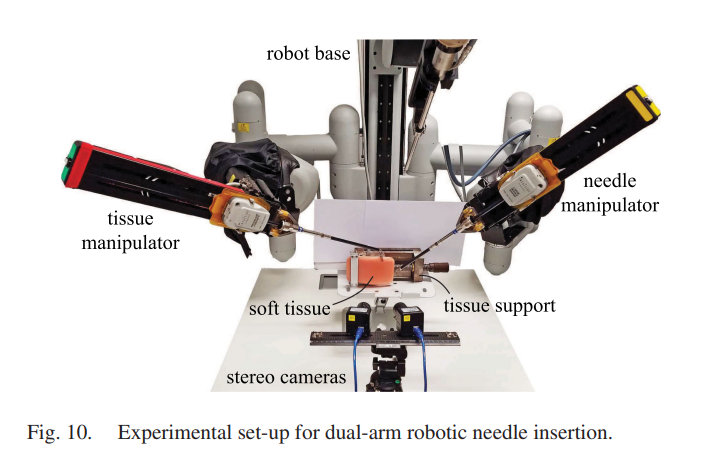 robot base
needle
manipulator
tissue
manipulator
soft tissue
tissue support
stereo cameras
Fig. 10. Experimental set-up for dual-arm robotic needle insertion.